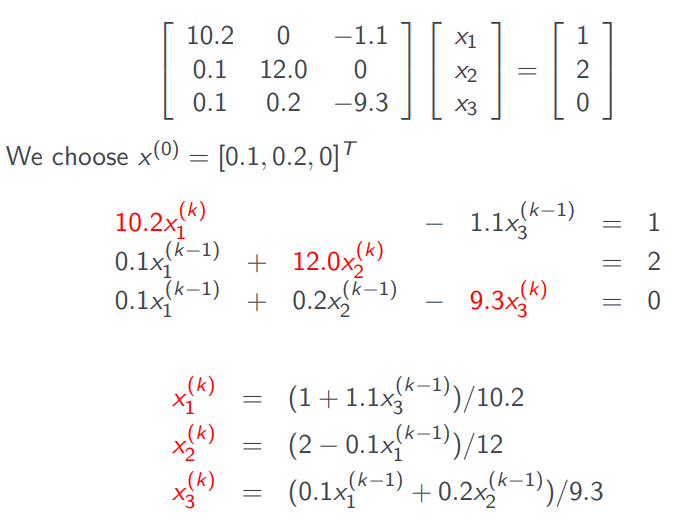 [ 10.2 0 −1.1 ] [ x₁ ] = [ 1 ]
[ 0.1 12.0 0 ] [ x₂ ] = [ 2 ]
[ 0.1 0.2 −9.3 ] [ x₃ ] = [ 0 ]
We choose x⁽⁰⁾ = [0.1, 0.2, 0]ᵀ
10.2x₁⁽ᵏ⁾ − 1.1x₃⁽ᵏ⁻¹⁾ = 1
0.1x₁⁽ᵏ⁻¹⁾ + 12.0x₂⁽ᵏ⁾ = 2
0.1x₁⁽ᵏ⁻¹⁾ + 0.2x₂⁽ᵏ⁻¹⁾ − 9.3x₃⁽ᵏ⁾ = 0
x₁⁽ᵏ⁾ = (1 + 1.1x₃⁽ᵏ⁻¹⁾)/10.2
x₂⁽ᵏ⁾ = (2 − 0.1x₁⁽ᵏ⁻¹⁾)/12
x₃⁽ᵏ⁾ = (0.1x₁⁽ᵏ⁻¹⁾ + 0.2x₂⁽ᵏ⁻¹⁾)/9.3